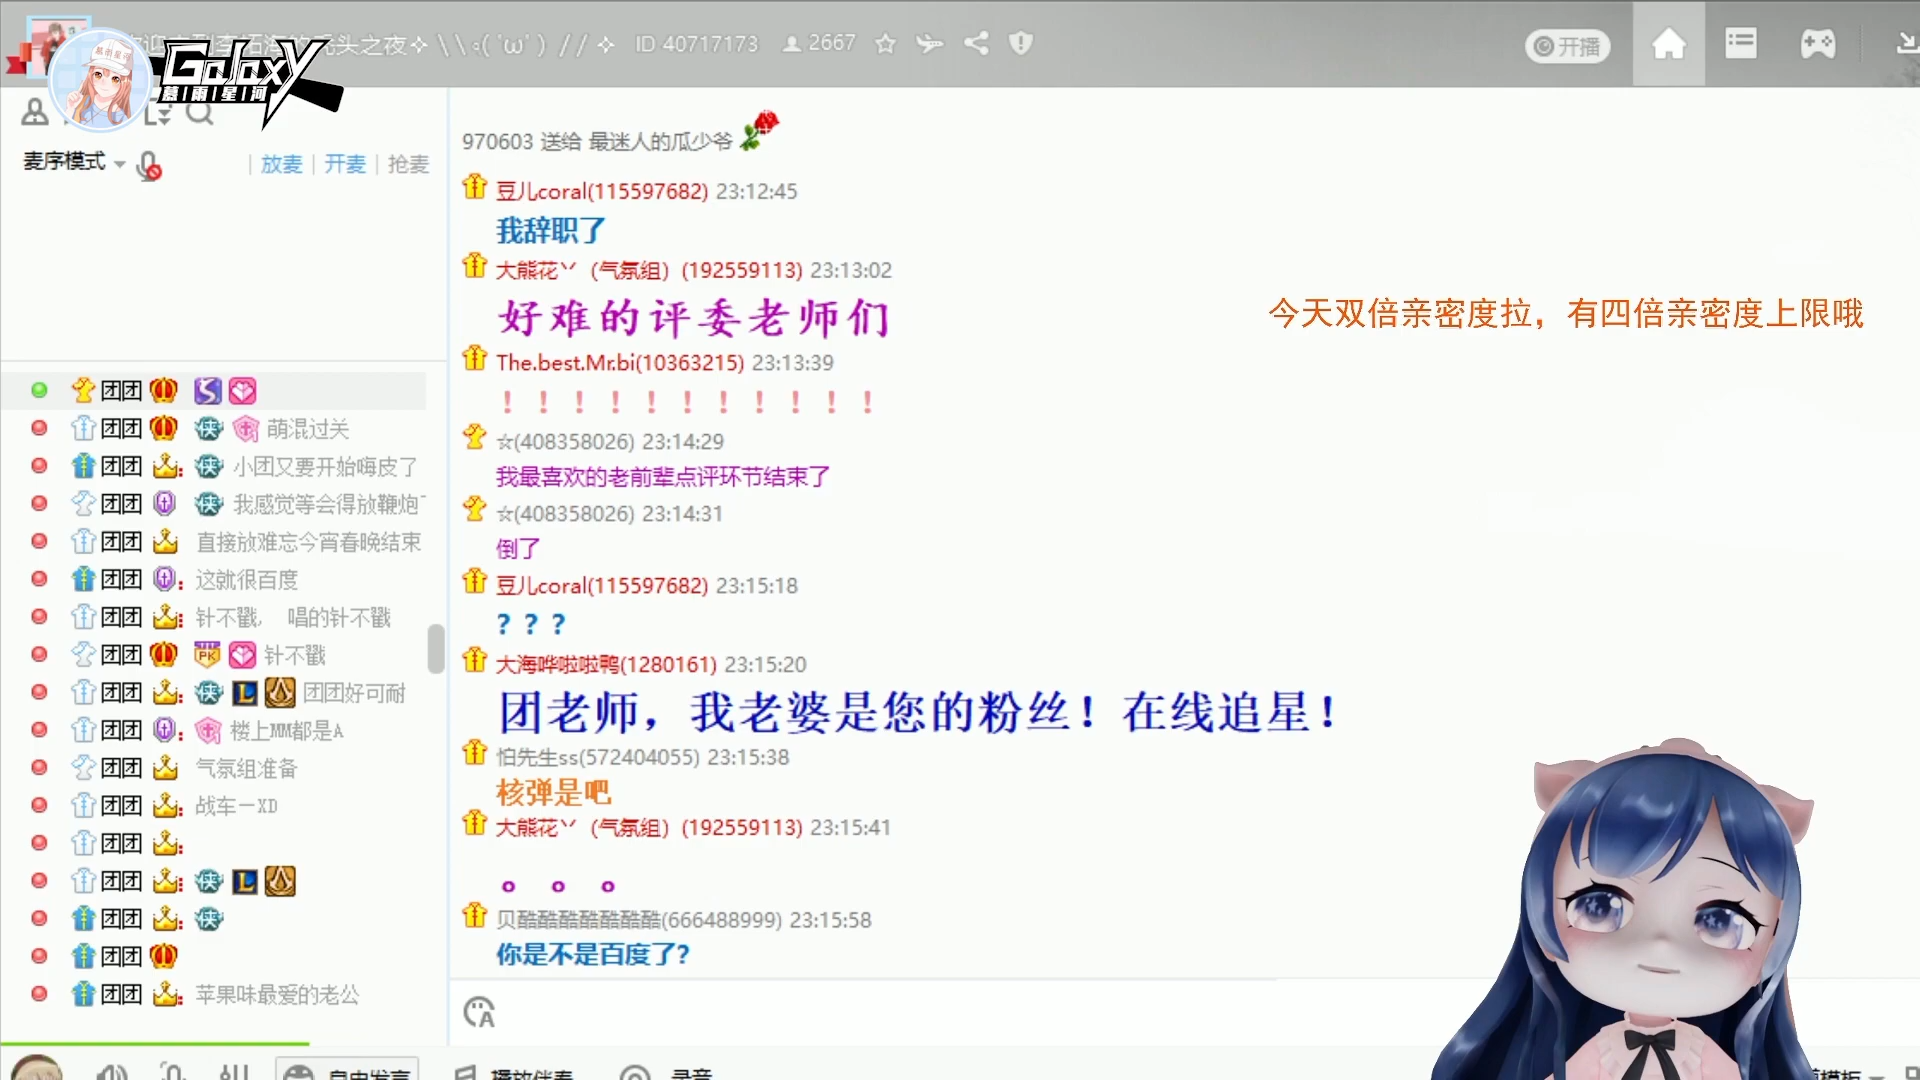 秃头之夜✧ \ \ ٩( 'ω' ) / / ✧ ID 40717173 2667
开播
Galaxy
慕雨星河
麦序模式 放麦 开麦 抢麦
团团
团团 萌混过关
团团 小团又要开始嗨皮了
团团 我感觉等会得放鞭炮
团团 直接放难忘今宵春晚结束
团团 这就很百度
团团 针不戳, 唱的针不戳
团团 PK 针不戳
团团 团团好可耐
团团 楼上MM都是A
团团 气氛组准备
团团 战车一XD
团团
团团
团团
团团
团团 苹果味最爱的老公
970603 送给 最迷人的瓜少爷
豆儿coral(115597682) 23:12:45
我辞职了
大熊花丷（气氛组）(192559113) 23:13:02
好难的评委老师们
The.best.Mr.bi(10363215) 23:13:39
！！！！！！！！！！！
☆(408358026) 23:14:29
我最喜欢的老前辈点评环节结束了
☆(408358026) 23:14:31
倒了
豆儿coral(115597682) 23:15:18
？？？
大海哗啦啦鸭(1280161) 23:15:20
团老师，我老婆是您的粉丝！在线追星！
怕先生ss(572404055) 23:15:38
核弹是吧
大熊花丷（气氛组）(192559113) 23:15:41
。。。
贝酷酷酷酷酷酷酷(666488999) 23:15:58
你是不是百度了?
今天双倍亲密度拉，有四倍亲密度上限哦
自由发言 播放伴奏 录音
模板